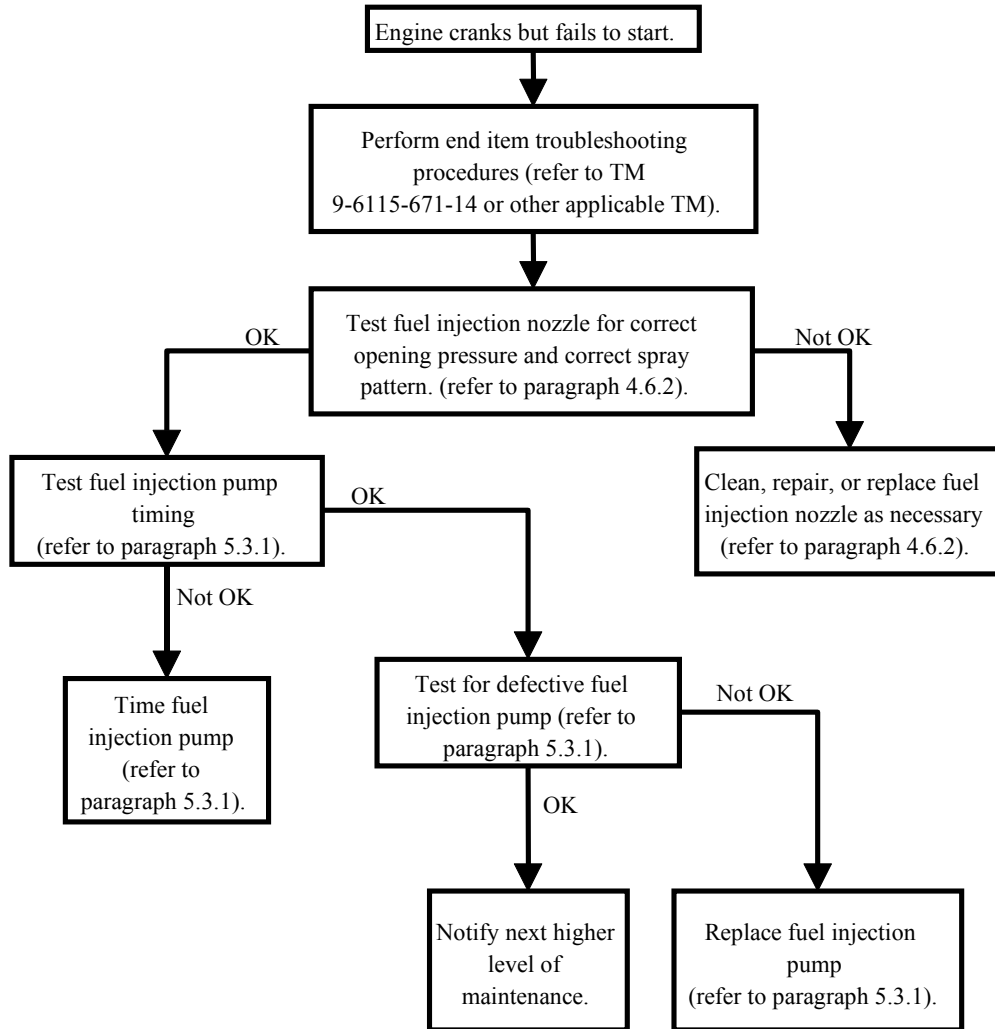 Engine cranks but fails to start.
Perform end item troubleshooting
procedures (refer to TM
9-6115-671-14 or other applicable TM).
OK
Test fuel injection nozzle for correct
opening pressure and correct spray
pattern. (refer to paragraph 4.6.2).
Not OK
Test fuel injection pump
timing
(refer to paragraph 5.3.1).
OK
Clean, repair, or replace fuel
injection nozzle as necessary
(refer to paragraph 4.6.2).
Not OK
Time fuel
injection pump
(refer to
paragraph 5.3.1).
Test for defective fuel
injection pump (refer to
paragraph 5.3.1).
Not OK
OK
Notify next higher
level of
maintenance.
Replace fuel injection
pump
(refer to paragraph 5.3.1).